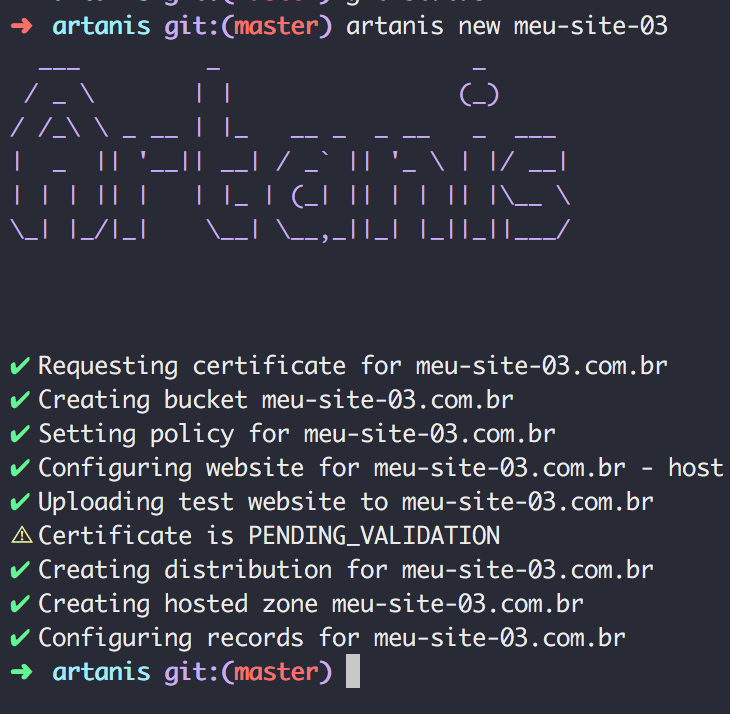 ➜ artanis git:(master) artanis new meu-site-03
Artanis
✔ Requesting certificate for meu-site-03.com.br
✔ Creating bucket meu-site-03.com.br
✔ Setting policy for meu-site-03.com.br
✔ Configuring website for meu-site-03.com.br - host
✔ Uploading test website to meu-site-03.com.br
⚠ Certificate is PENDING_VALIDATION
✔ Creating distribution for meu-site-03.com.br
✔ Creating hosted zone meu-site-03.com.br
✔ Configuring records for meu-site-03.com.br
➜ artanis git:(master)